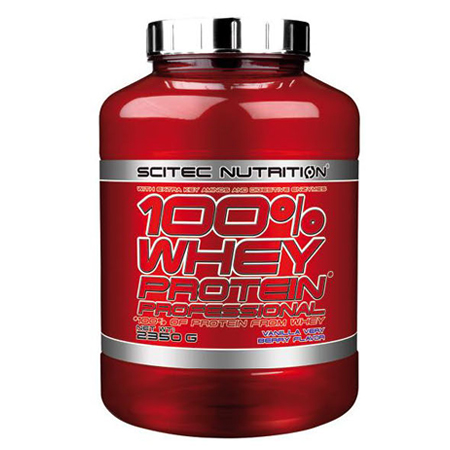 SCITEC NUTRITION
WITH EXTRA KEY AMINOS AND DIGESTIVE ENZYMES
100%
WHEY
PROTEIN*
PROFESSIONAL
*100% OF PROTEIN FROM WHEY
NET WT.:
2350 G
VANILLA VERY
BERRY FLAVOR